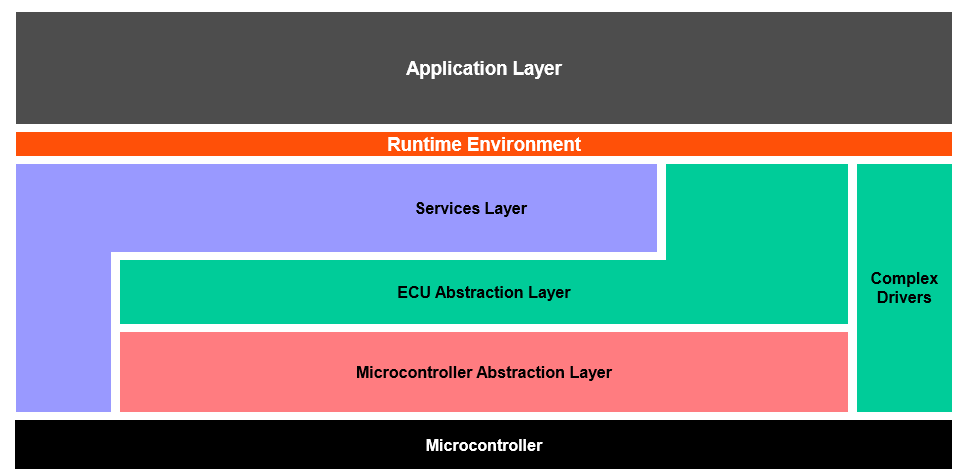 Application Layer
Runtime Environment
Services Layer
ECU Abstraction Layer
Complex
Drivers
Microcontroller Abstraction Layer
Microcontroller